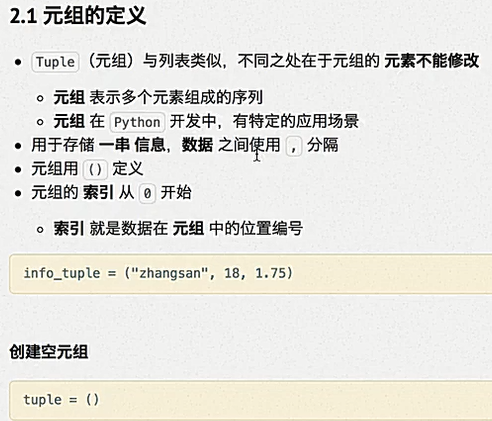 2.1 元组的定义
Tuple（元组）与列表类似，不同之处在于元组的 元素不能修改
元组 表示多个元素组成的序列
元组 在 Python 开发中，有特定的应用场景
用于存储 一串 信息，数据 之间使用 , 分隔
元组用 () 定义
元组的 索引 从 0 开始
索引 就是数据在 元组 中的位置编号
info_tuple = ("zhangsan", 18, 1.75)
创建空元组
tuple = ()